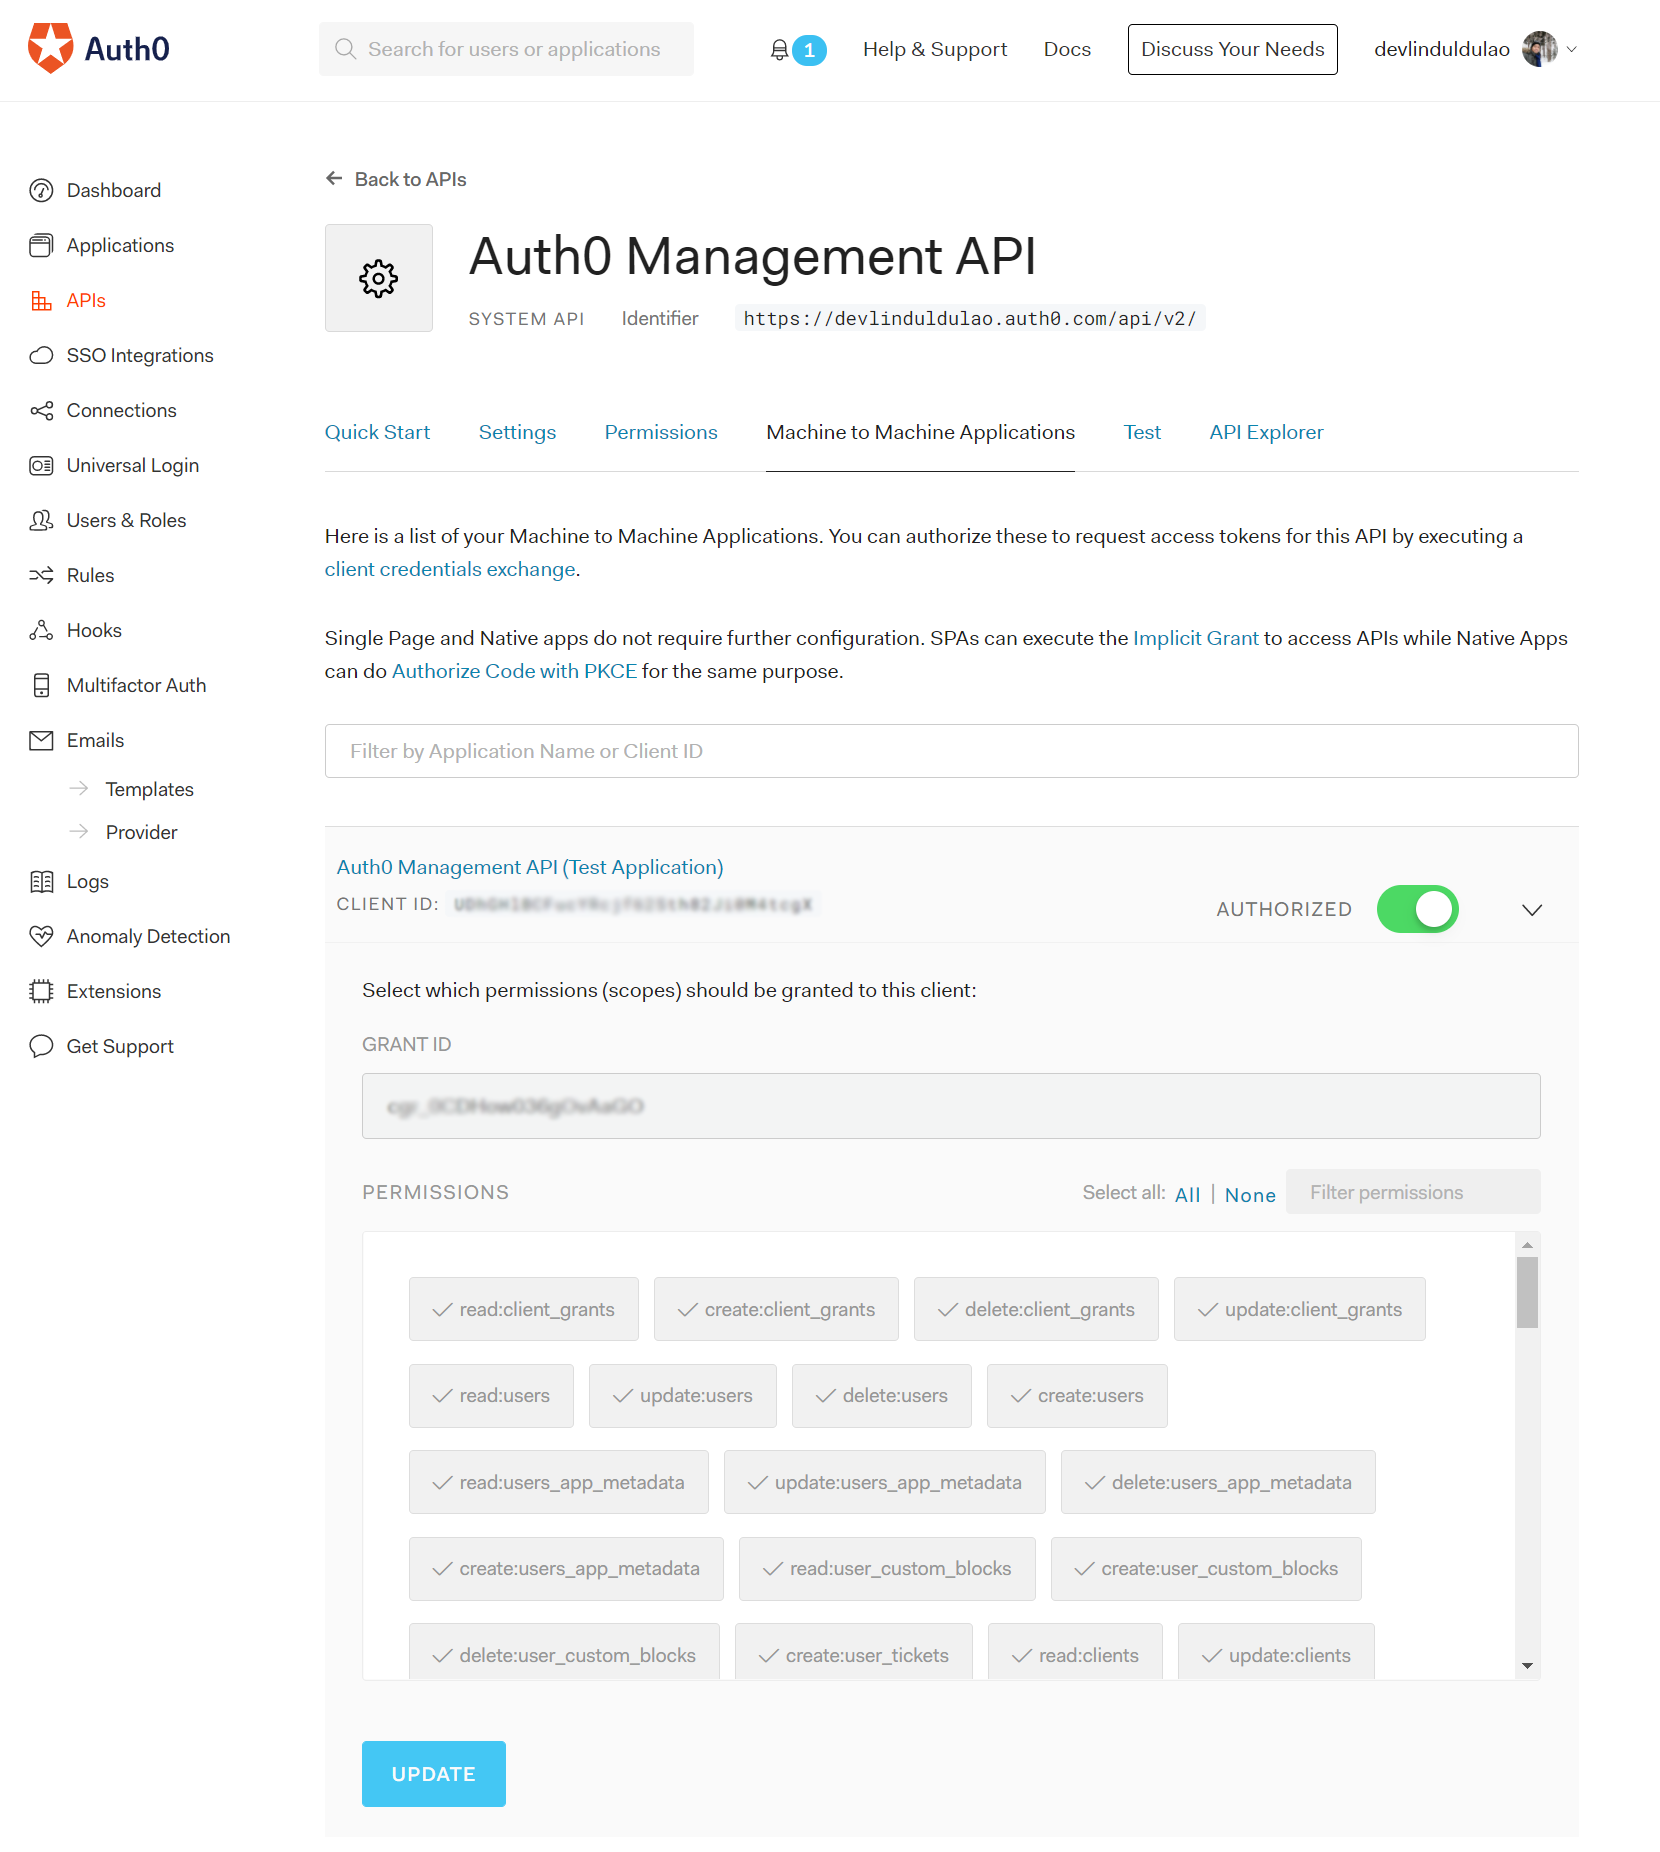 Auth0
Search for users or applications
1
Help & Support
Docs
Discuss Your Needs
devlinduldulao
Dashboard
Applications
APIs
SSO Integrations
Connections
Universal Login
Users & Roles
Rules
Hooks
Multifactor Auth
Emails
Templates
Provider
Logs
Anomaly Detection
Extensions
Get Support
Back to APIs
Auth0 Management API
SYSTEM API Identifier https://devlinduldulao.auth0.com/api/v2/
Quick Start Settings Permissions Machine to Machine Applications Test API Explorer
Here is a list of your Machine to Machine Applications. You can authorize these to request access tokens for this API by executing a
client credentials exchange.
Single Page and Native apps do not require further configuration. SPAs can execute the Implicit Grant to access APIs while Native Apps
can do Authorize Code with PKCE for the same purpose.
Filter by Application Name or Client ID
Auth0 Management API (Test Application)
CLIENT ID:
AUTHORIZED
Select which permissions (scopes) should be granted to this client:
GRANT ID
PERMISSIONS
Select all: All | None
Filter permissions
read:client_grants create:client_grants delete:client_grants update:client_grants
read:users update:users delete:users create:users
read:users_app_metadata update:users_app_metadata delete:users_app_metadata
create:users_app_metadata read:user_custom_blocks create:user_custom_blocks
delete:user_custom_blocks create:user_tickets read:clients update:clients
UPDATE